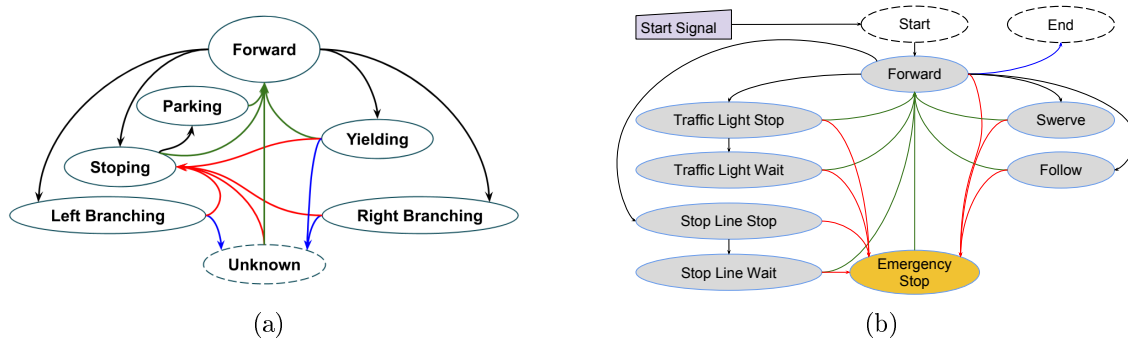 Forward
Parking
Yielding
Stoping
Left Branching
Right Branching
Unknown
(a)
Start Signal
Start
End
Forward
Traffic Light Stop
Swerve
Traffic Light Wait
Follow
Stop Line Stop
Stop Line Wait
Emergency
Stop
(b)